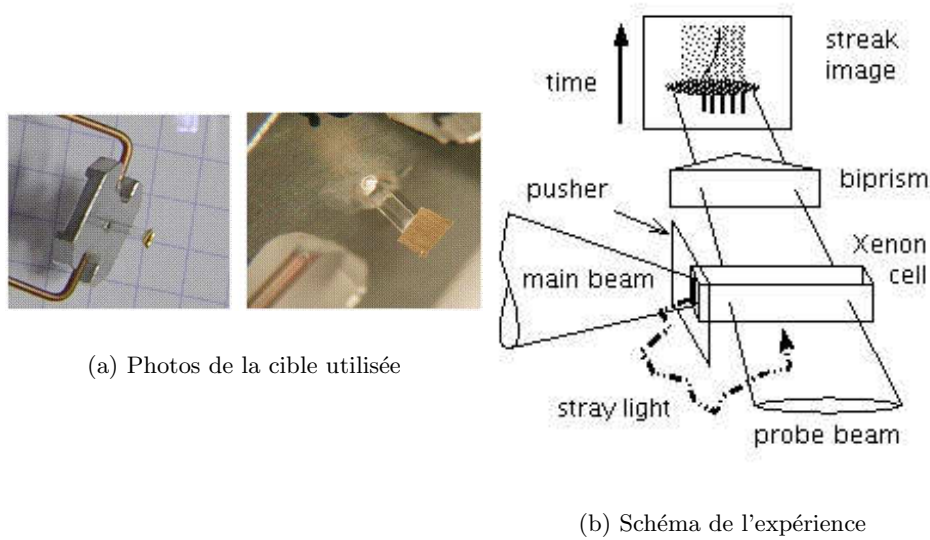 streak
image
time
biprism
pusher
Xenon
cell
main beam
stray light
probe beam
(a) Photos de la cible utilisée
(b) Schéma de l'expérience